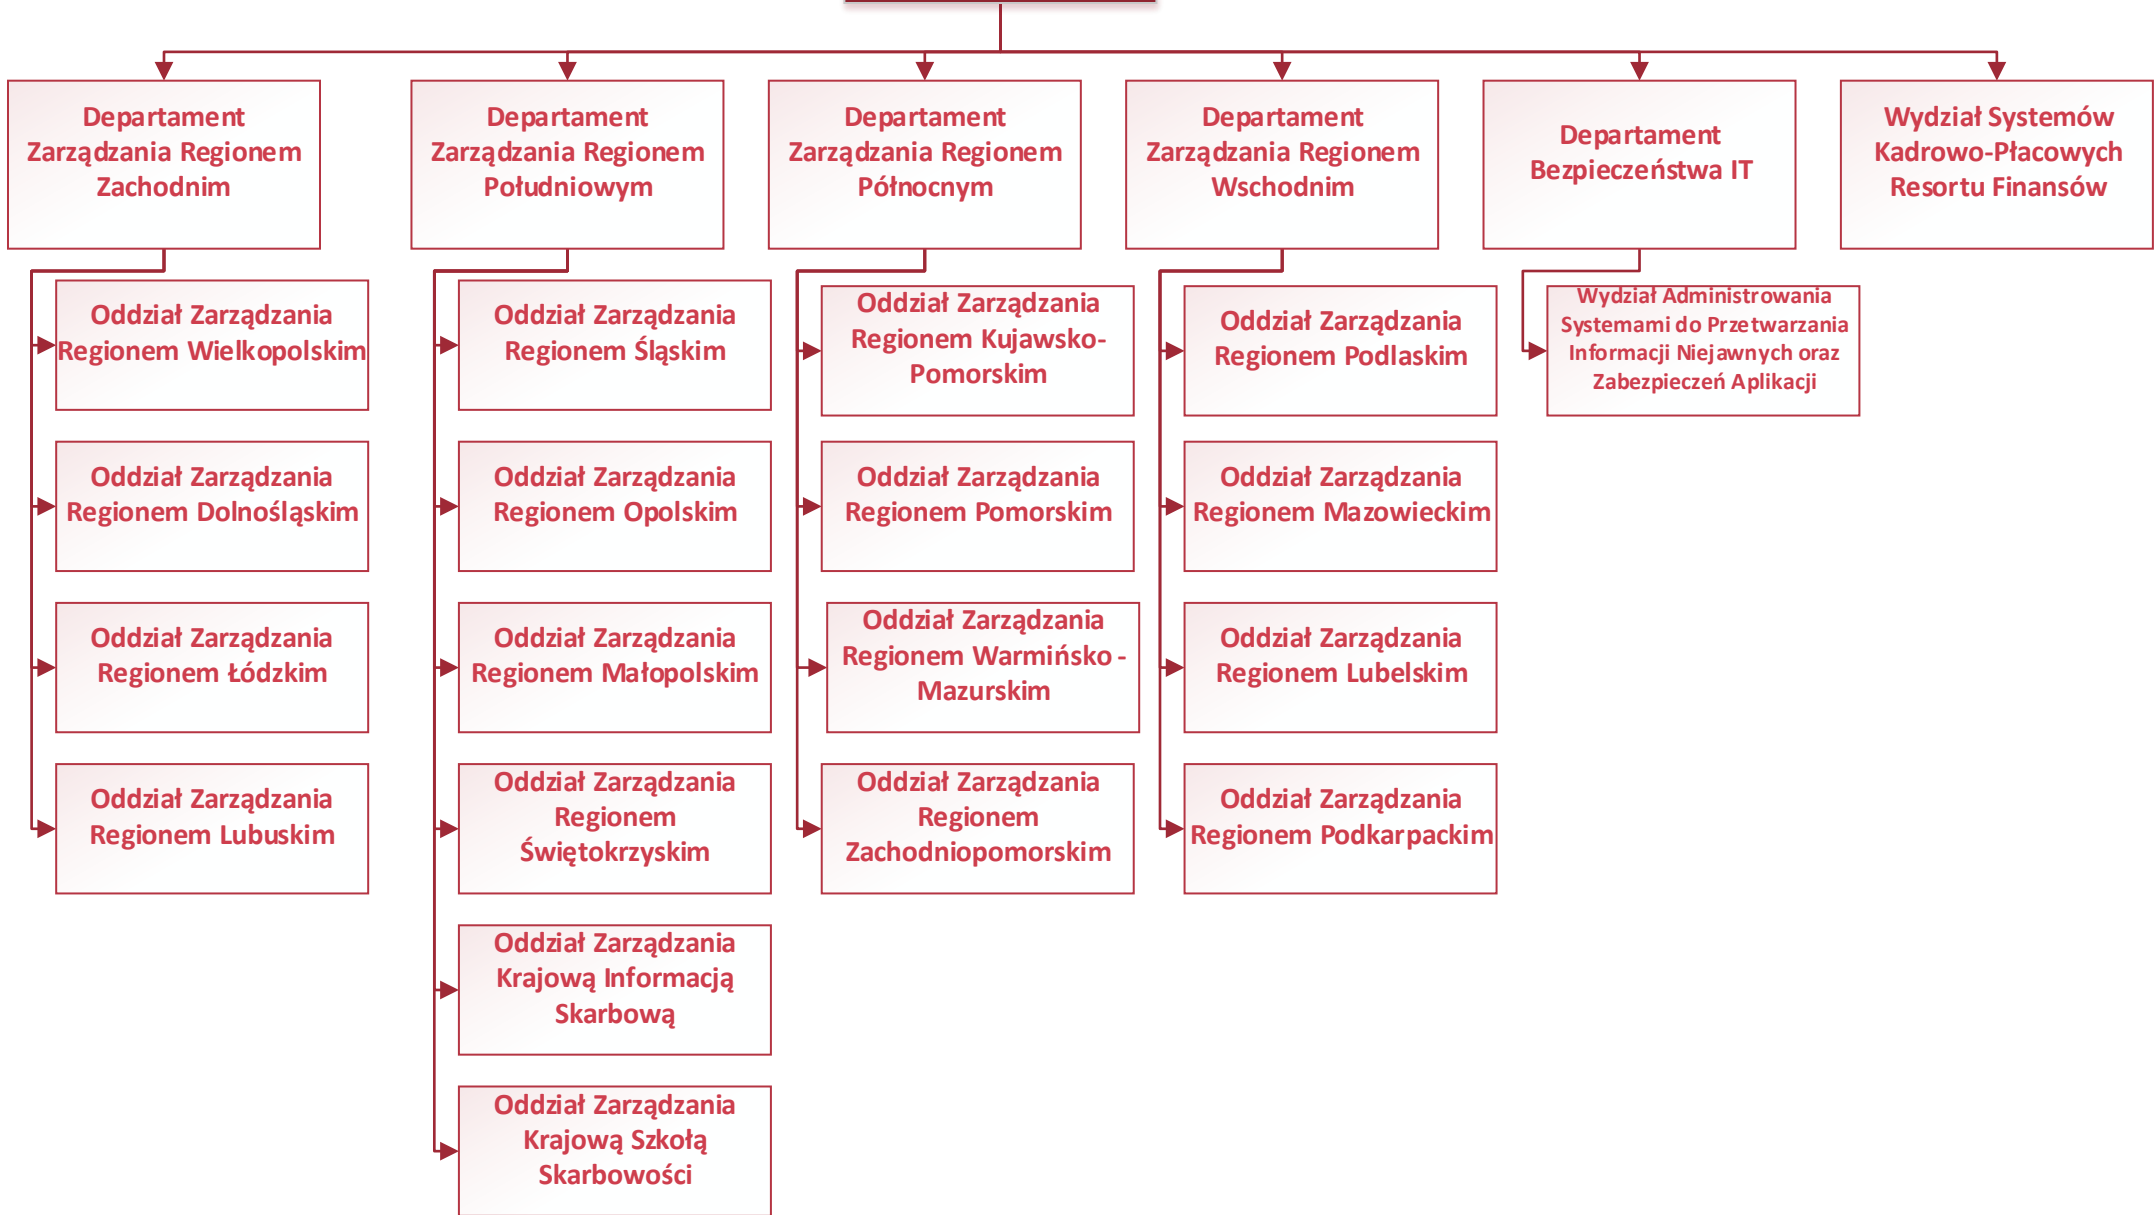 Departament
Zarządzania Regionem
Zachodnim
Departament
Zarządzania Regionem
Południowym
Departament
Zarządzania Regionem
Północnym
Departament
Zarządzania Regionem
Wschodnim
Departament
Bezpieczeństwa IT
Wydział Systemów
Kadrowo-Płacowych
Resortu Finansów
Oddział Zarządzania
Regionem Wielkopolskim
Oddział Zarządzania
Regionem Dolnośląskim
Oddział Zarządzania
Regionem Łódzkim
Oddział Zarządzania
Regionem Lubuskim
Oddział Zarządzania
Regionem Śląskim
Oddział Zarządzania
Regionem Opolskim
Oddział Zarządzania
Regionem Małopolskim
Oddział Zarządzania
Regionem
Świętokrzyskim
Oddział Zarządzania
Krajową Informacją
Skarbową
Oddział Zarządzania
Krajową Szkołą
Skarbowości
Oddział Zarządzania
Regionem Kujawsko-
Pomorskim
Oddział Zarządzania
Regionem Pomorskim
Oddział Zarządzania
Regionem Warmińsko -
Mazurskim
Oddział Zarządzania
Regionem
Zachodniopomorskim
Oddział Zarządzania
Regionem Podlaskim
Oddział Zarządzania
Regionem Mazowieckim
Oddział Zarządzania
Regionem Lubelskim
Oddział Zarządzania
Regionem Podkarpackim
Wydział Administrowania
Systemami do Przetwarzania
Informacji Niejawnych oraz
Zabezpieczeń Aplikacji